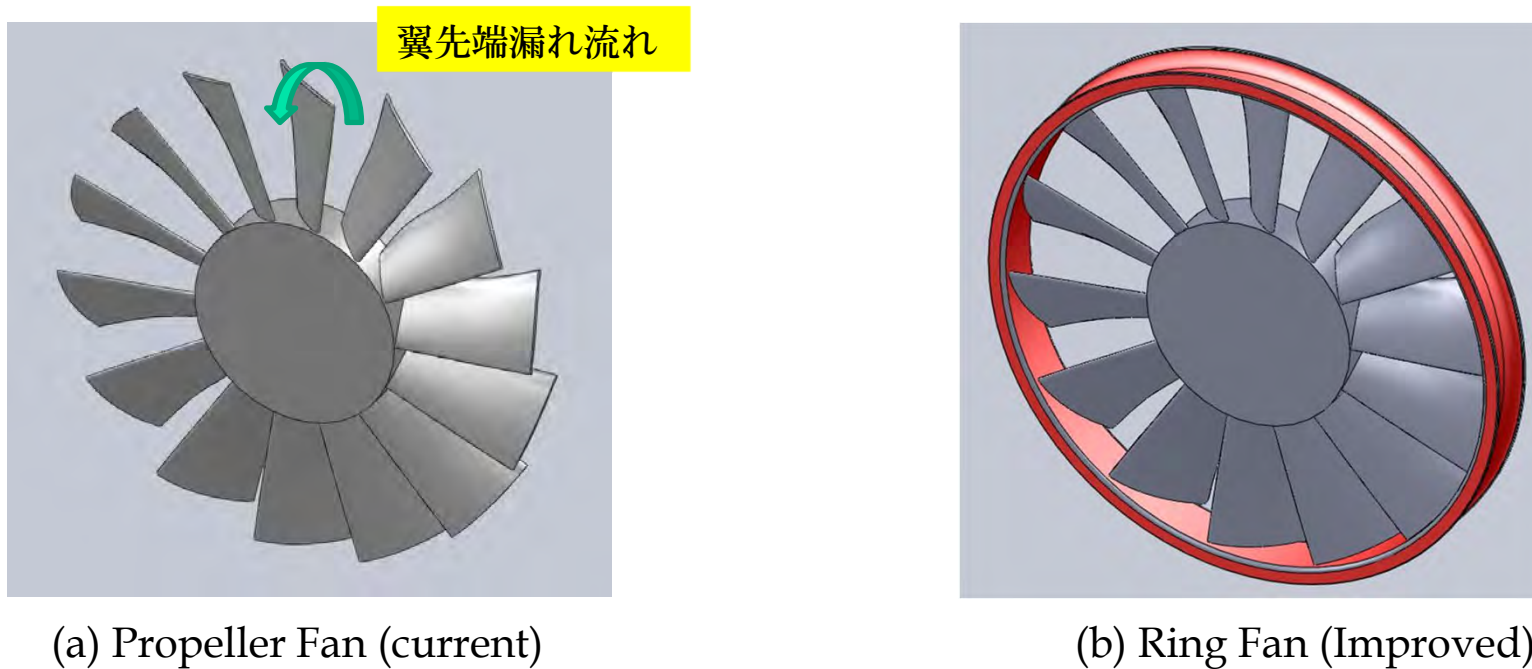 翼先端漏れ流れ
(a) Propeller Fan (current)
(b) Ring Fan (Improved)